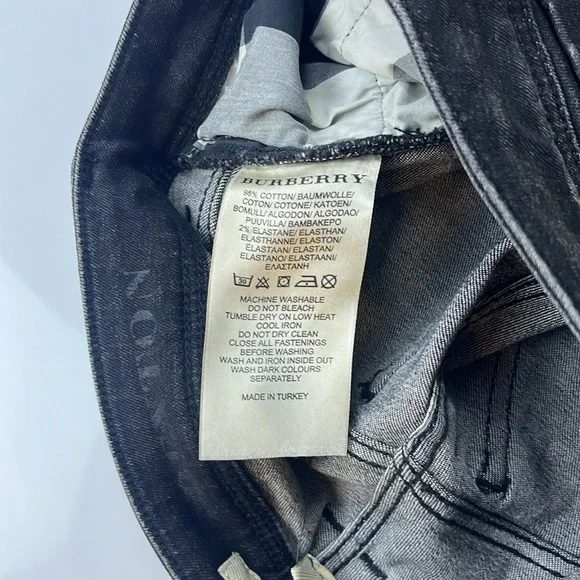 BURBERRY
98% COTTON/ BAUMWOLLE/
COTON/ COTONE/ KATOEN/
BOMULL/ ALGODON/ ALGODAO/
PUUVILLA/ BAMBAKEPO
2% ELASTANE/ ELASTHAN/
ELASTHANNE/ ELASTON/
ELASTAAN/ ELASTAN/
ELASTANO/ ELASTAANI/
ΕΛΑΣΤΑΝΗ
30
MACHINE WASHABLE
DO NOT BLEACH
TUMBLE DRY ON LOW HEAT
COOL IRON
DO NOT DRY CLEAN
CLOSE ALL FASTENINGS
BEFORE WASHING
WASH AND IRON INSIDE OUT
WASH DARK COLOURS
SEPARATELY
MADE IN TURKEY